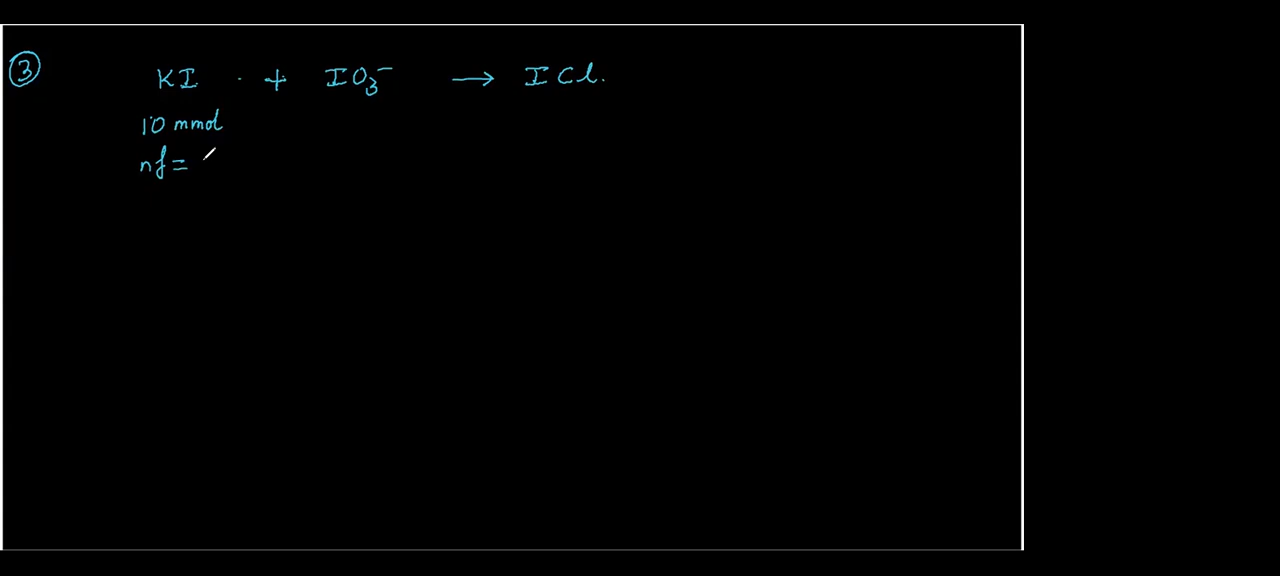 ③ KI + IO₃⁻ → ICl.
10 mmol
nf =